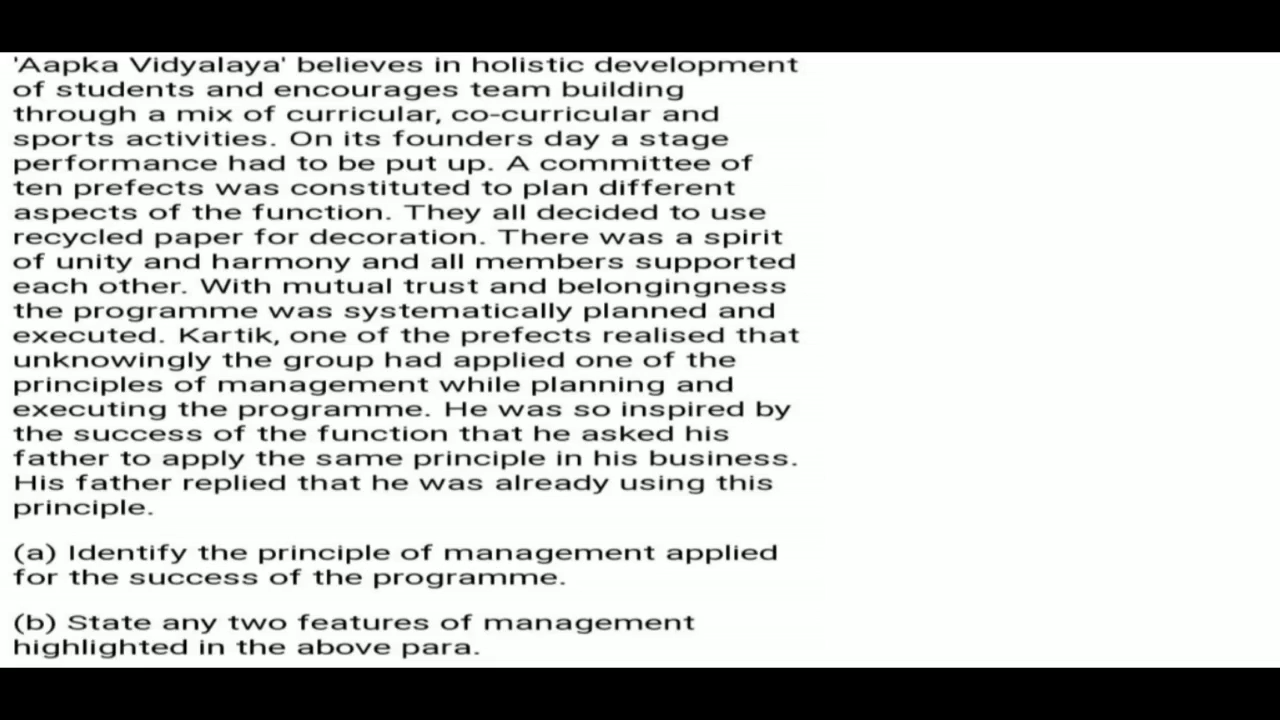 'Aapka Vidyalaya' believes in holistic development
of students and encourages team building
through a mix of curricular, co-curricular and
sports activities. On its founders day a stage
performance had to be put up. A committee of
ten prefects was constituted to plan different
aspects of the function. They all decided to use
recycled paper for decoration. There was a spirit
of unity and harmony and all members supported
each other. With mutual trust and belongingness
the programme was systematically planned and
executed. Kartik, one of the prefects realised that
unknowingly the group had applied one of the
principles of management while planning and
executing the programme. He was so inspired by
the success of the function that he asked his
father to apply the same principle in his business.
His father replied that he was already using this
principle.
(a) Identify the principle of management applied
for the success of the programme.
(b) State any two features of management
highlighted in the above para.